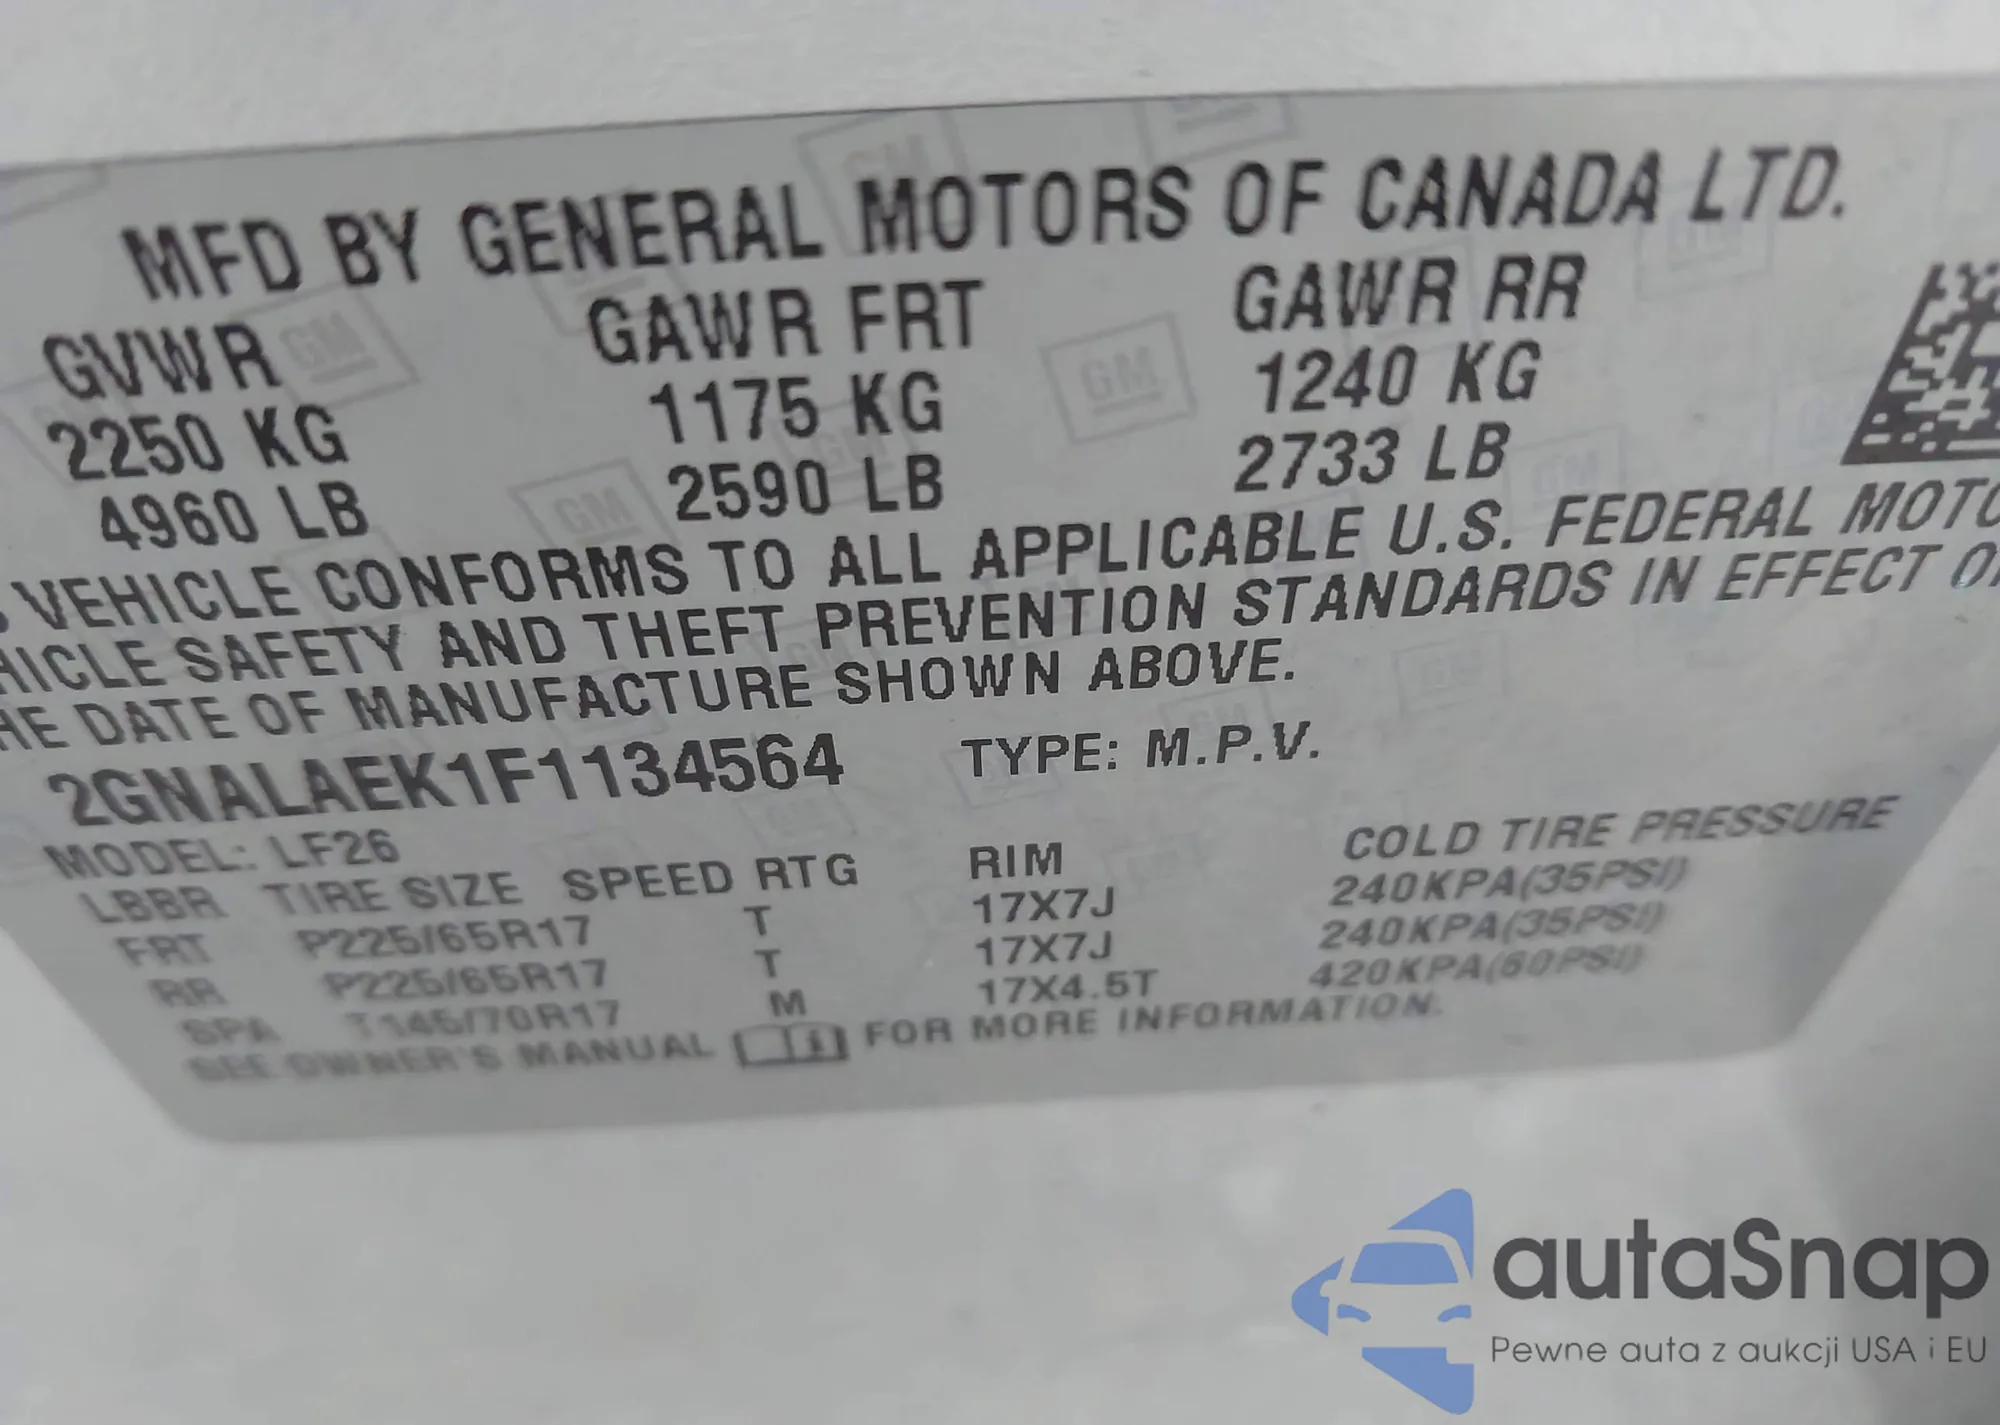 MFD BY GENERAL MOTORS OF CANADA LTD.
GVWR GAWR FRT GAWR RR
2250 KG 1175 KG 1240 KG
4960 LB 2590 LB 2733 LB
VEHICLE CONFORMS TO ALL APPLICABLE U.S. FEDERAL MOTO
HICLE SAFETY AND THEFT PREVENTION STANDARDS IN EFFECT O
HE DATE OF MANUFACTURE SHOWN ABOVE.
2GNALAEK1F1134564 TYPE: M.P.V.
MODEL: LF26
LBBR TIRE SIZE SPEED RTG RIM COLD TIRE PRESSURE
FRT P225/65R17 T 17X7J 240KPA(35PSI)
RR P225/65R17 T 17X7J 240KPA(35PSI)
SPA T145/70R17 M 17X4.5T 420KPA(60PSI)
SEE OWNER'S MANUAL FOR MORE INFORMATION.
GM
autaSnap
Pewne auta z aukcji USA i EU